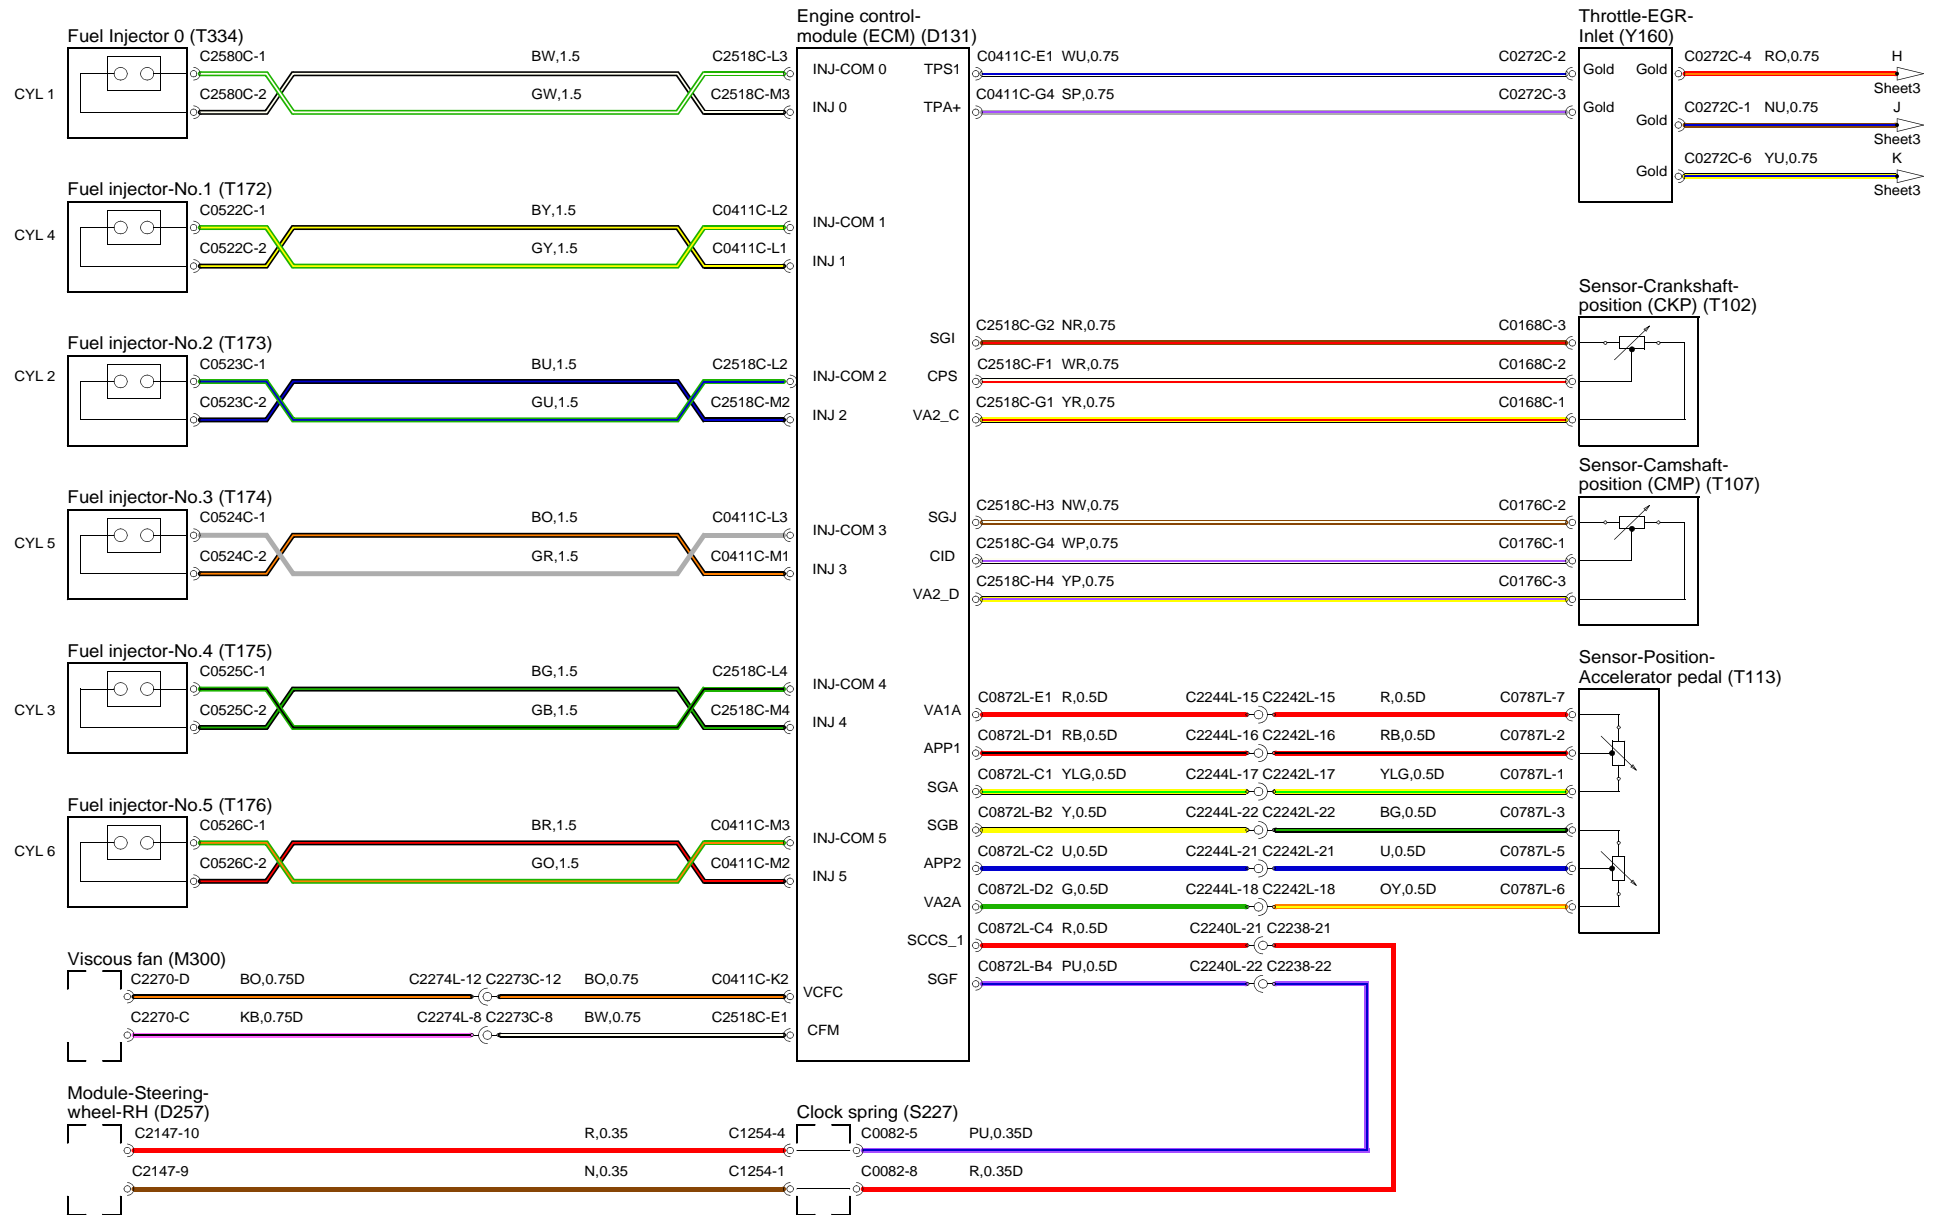 Fuel Injector 0 (T334)
CYL 1
C2580C-1 BW,1.5 C2518C-L3
C2580C-2 GW,1.5 C2518C-M3
Fuel injector-No.1 (T172)
CYL 4
C0522C-1 BY,1.5 C0411C-L2
C0522C-2 GY,1.5 C0411C-L1
Fuel injector-No.2 (T173)
CYL 2
C0523C-1 BU,1.5 C2518C-L2
C0523C-2 GU,1.5 C2518C-M2
Fuel injector-No.3 (T174)
CYL 5
C0524C-1 BO,1.5 C0411C-L3
C0524C-2 GR,1.5 C0411C-M1
Fuel injector-No.4 (T175)
CYL 3
C0525C-1 BG,1.5 C2518C-L4
C0525C-2 GB,1.5 C2518C-M4
Fuel injector-No.5 (T176)
CYL 6
C0526C-1 BR,1.5 C0411C-M3
C0526C-2 GO,1.5 C0411C-M2
Viscous fan (M300)
C2270-D BO,0.75D C2274L-12 C2273C-12 BO,0.75 C0411C-K2
C2270-C KB,0.75D C2274L-8 C2273C-8 BW,0.75 C2518C-E1
Module-Steering-
wheel-RH (D257)
C2147-10 R,0.35 C1254-4
C2147-9 N,0.35 C1254-1
Engine control-
module (ECM) (D131)
INJ-COM 0
INJ 0
INJ-COM 1
INJ 1
INJ-COM 2
INJ 2
INJ-COM 3
INJ 3
INJ-COM 4
INJ 4
INJ-COM 5
INJ 5
VCFC
CFM
TPS1
TPA+
SGI
CPS
VA2_C
SGJ
CID
VA2_D
VA1A
APP1
SGA
SGB
APP2
VA2A
SCCS_1
SGF
Clock spring (S227)
C0082-5 PU,0.35D
C0082-8 R,0.35D
C0411C-E1 WU,0.75 C0272C-2
C0411C-G4 SP,0.75 C0272C-3
Throttle-EGR-
Inlet (Y160)
Gold Gold C0272C-4 RO,0.75 H
Sheet3
Gold
Gold C0272C-1 NU,0.75 J
Sheet3
Gold C0272C-6 YU,0.75 K
Sheet3
Sensor-Crankshaft-
position (CKP) (T102)
C2518C-G2 NR,0.75 C0168C-3
C2518C-F1 WR,0.75 C0168C-2
C2518C-G1 YR,0.75 C0168C-1
Sensor-Camshaft-
position (CMP) (T107)
C2518C-H3 NW,0.75 C0176C-2
C2518C-G4 WP,0.75 C0176C-1
C2518C-H4 YP,0.75 C0176C-3
Sensor-Position-
Accelerator pedal (T113)
C0872L-E1 R,0.5D C2244L-15 C2242L-15 R,0.5D C0787L-7
C0872L-D1 RB,0.5D C2244L-16 C2242L-16 RB,0.5D C0787L-2
C0872L-C1 YLG,0.5D C2244L-17 C2242L-17 YLG,0.5D C0787L-1
C0872L-B2 Y,0.5D C2244L-22 C2242L-22 BG,0.5D C0787L-3
C0872L-C2 U,0.5D C2244L-21 C2242L-21 U,0.5D C0787L-5
C0872L-D2 G,0.5D C2244L-18 C2242L-18 OY,0.5D C0787L-6
C0872L-C4 R,0.5D C2240L-21 C2238-21
C0872L-B4 PU,0.5D C2240L-22 C2238-22